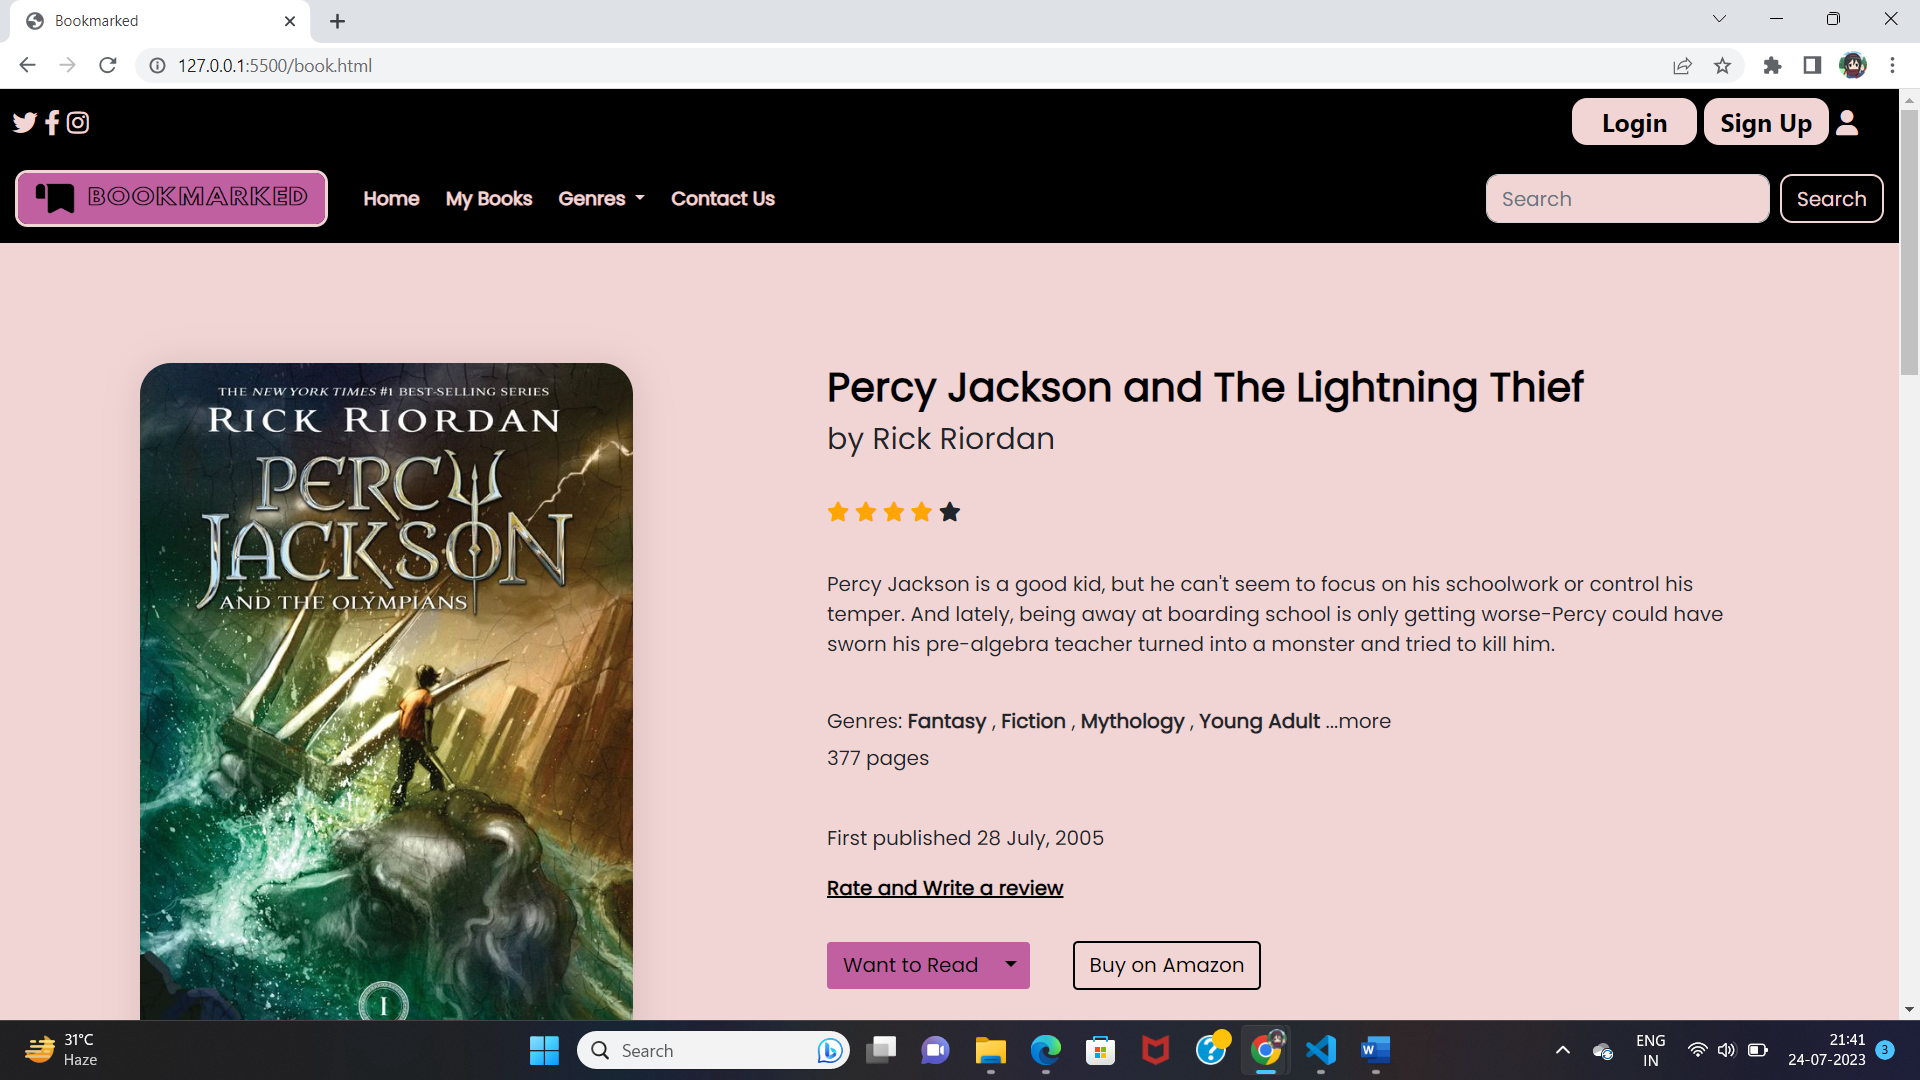 Bookmarked
127.0.0.1:5500/book.html
Login
Sign Up
BOOKMARKED
Home
My Books
Genres
Contact Us
Search
Search
THE NEW YORK TIMES #1 BEST-SELLING SERIES
RICK RIORDAN
PERCY
JACKSON
AND THE OLYMPIANS
I
Percy Jackson and The Lightning Thief
by Rick Riordan
Percy Jackson is a good kid, but he can't seem to focus on his schoolwork or control his
temper. And lately, being away at boarding school is only getting worse-Percy could have
sworn his pre-algebra teacher turned into a monster and tried to kill him.
Genres: Fantasy , Fiction , Mythology , Young Adult ...more
377 pages
First published 28 July, 2005
Rate and Write a review
Want to Read
Buy on Amazon
31°C
Haze
Search
ENG
IN
21:41
24-07-2023
3